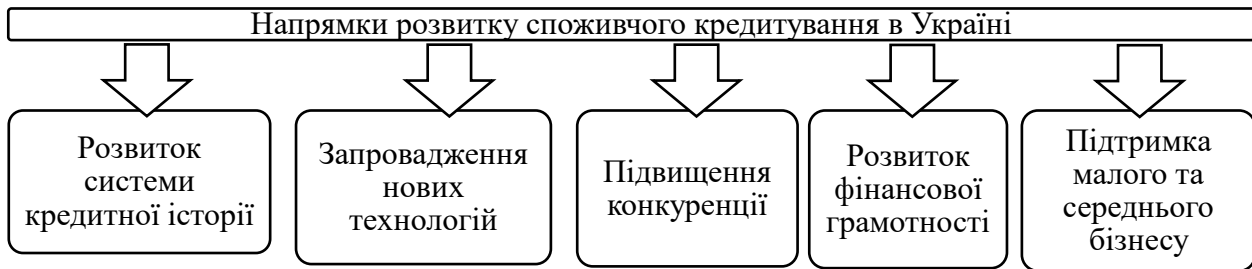 Напрямки розвитку споживчого кредитування в Україні
Розвиток
системи
кредитної історії
Запровадження
нових
технологій
Підвищення
конкуренції
Розвиток
фінансової
грамотності
Підтримка
малого та
середнього
бізнесу